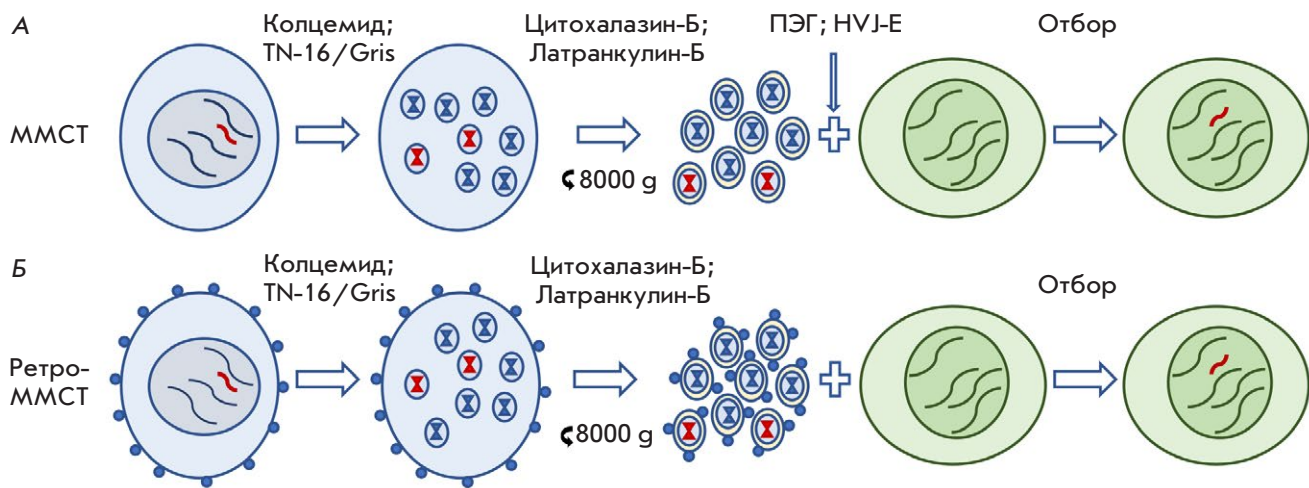 А
Колцемид;
TN-16/Gris
Цитохалазин-Б;
Латранкулин-Б
ПЭГ; HVJ-E
Отбор
ММСТ
8000 g
Б
Колцемид;
TN-16/Gris
Цитохалазин-Б;
Латранкулин-Б
Отбор
Ретро-
ММСТ
8000 g